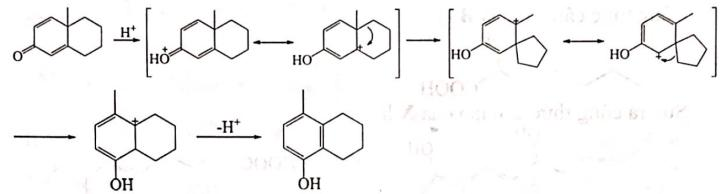 O H⁺ HO⁺ HO + HO + HO +
+ OH -H⁺ OH